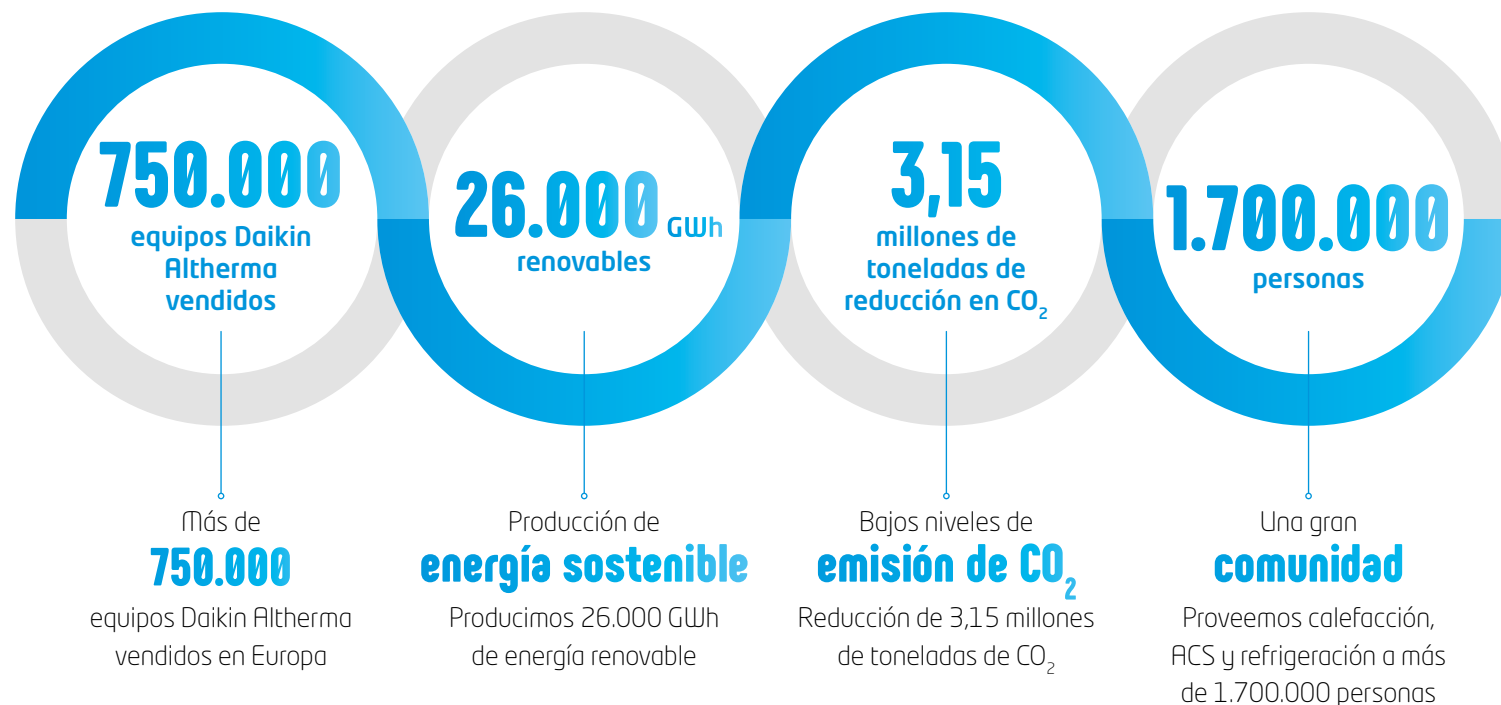 750.000
equipos Daikin
Altherma
vendidos
26.000 GWh
renovables
3,15
millones de
toneladas de
reducción en CO₂
1.700.000
personas
Más de
750.000
equipos Daikin Altherma
vendidos en Europa
Producción de
energía sostenible
Producimos 26.000 GWh
de energía renovable
Bajos niveles de
emisión de CO₂
Reducción de 3,15 millones
de toneladas de CO₂
Una gran
comunidad
Proveemos calefacción,
ACS y refrigeración a más
de 1.700.000 personas